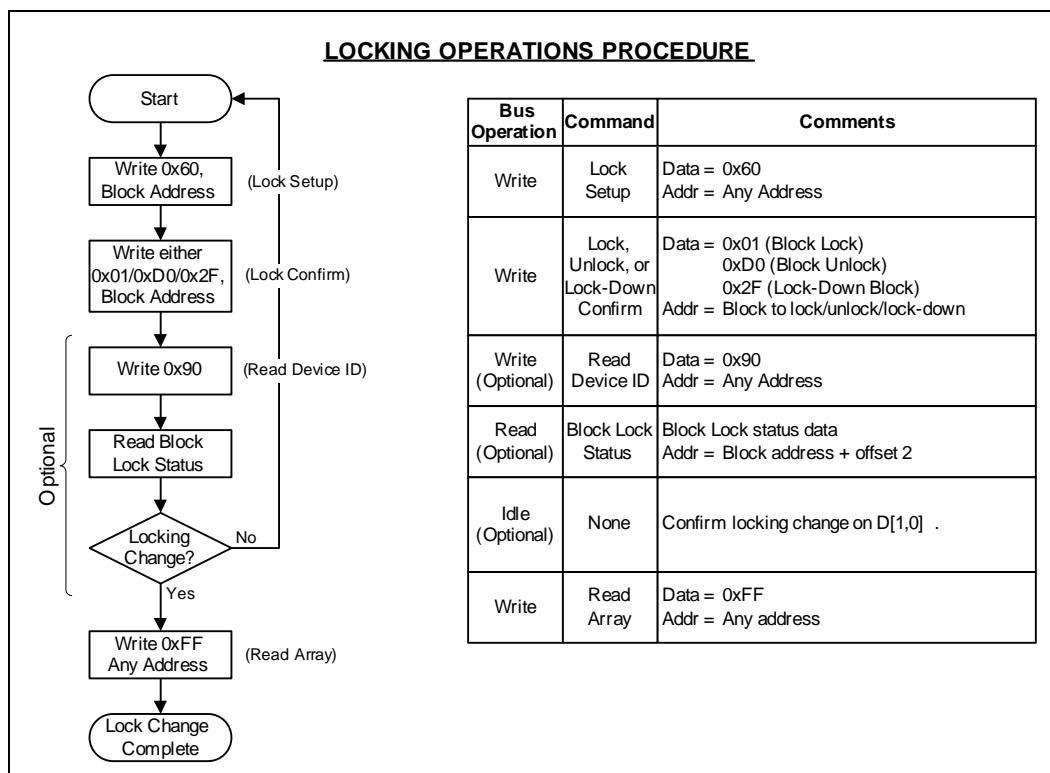 LOCKING OPERATIONS PROCEDURE
Start
Write 0x60,
Block Address
(Lock Setup)
Write either
0x01/0xD0/0x2F,
Block Address
(Lock Confirm)
Optional
Write 0x90
(Read Device ID)
Read Block
Lock Status
Locking
Change?
No
Yes
Write 0xFF
Any Address
(Read Array)
Lock Change
Complete
Bus
Operation
Command
Comments
Write
Lock
Setup
Data = 0x60
Addr = Any Address
Write
Lock,
Unlock, or
Lock-Down
Confirm
Data = 0x01 (Block Lock)
0xD0 (Block Unlock)
0x2F (Lock-Down Block)
Addr = Block to lock/unlock/lock-down
Write
(Optional)
Read
Device ID
Data = 0x90
Addr = Any Address
Read
(Optional)
Block Lock
Status
Block Lock status data
Addr = Block address + offset 2
Idle
(Optional)
None
Confirm locking change on D[1,0] .
Write
Read
Array
Data = 0xFF
Addr = Any address